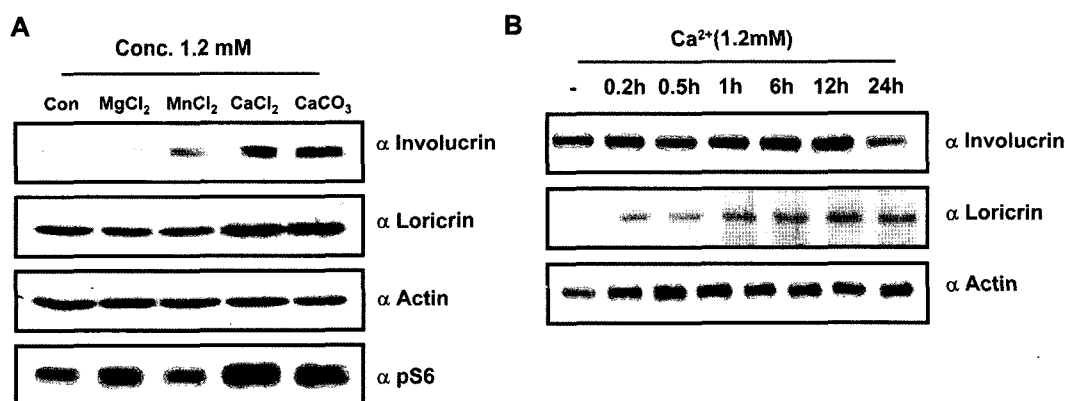 A
Conc. 1.2 mM
Con MgCl₂ MnCl₂ CaCl₂ CaCO₃
α Involucrin
α Loricrin
α Actin
α pS6
B
Ca²⁺(1.2mM)
- 0.2h 0.5h 1h 6h 12h 24h
α Involucrin
α Loricrin
α Actin